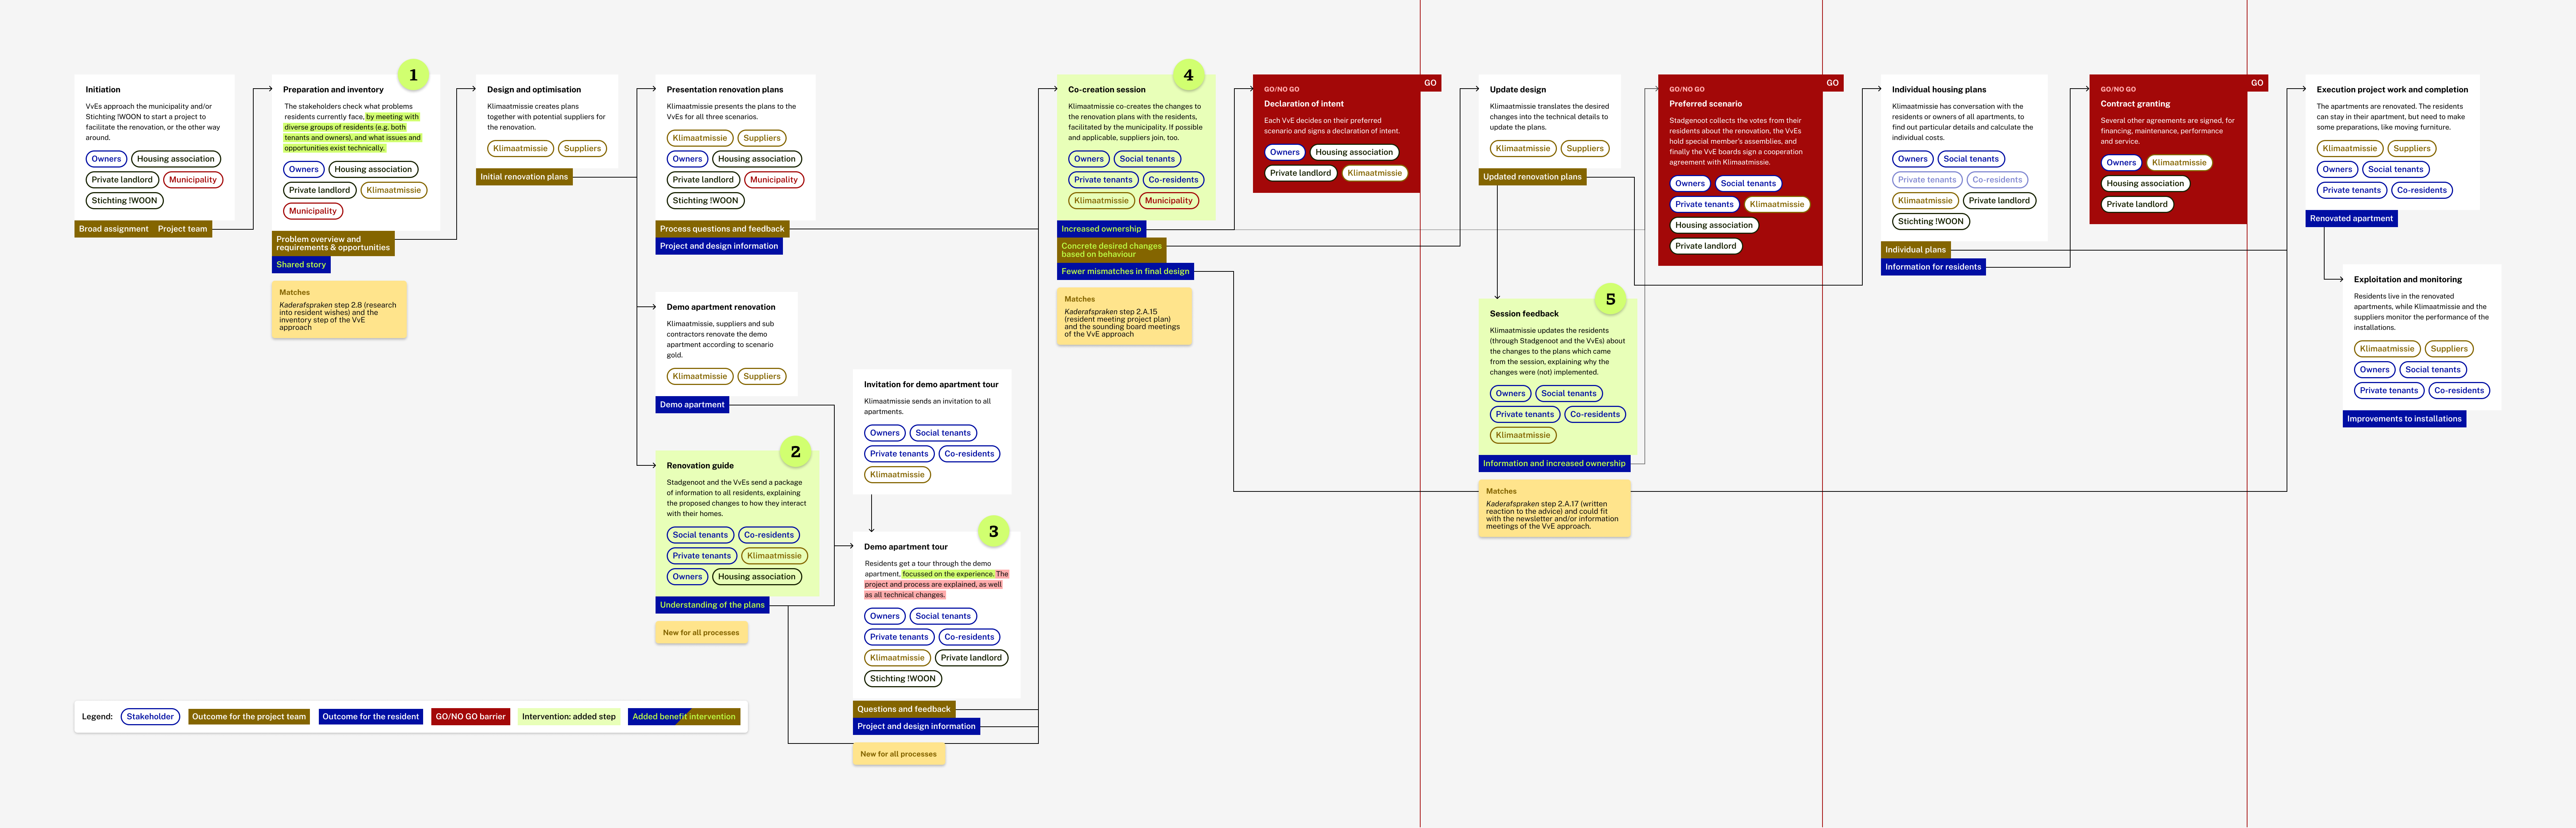 Initiation
VvEs approach the municipality and/or
Stichting !WOON to start a project to
facilitate the renovation, or the other way
around.
Owners
Housing association
Private landlord
Municipality
Stichting !WOON
Broad assignment
Project team
1
Preparation and inventory
The stakeholders check what problems
residents currently face, by meeting with
diverse groups of residents (e.g. both
tenants and owners), and what issues and
opportunities exist technically.
Owners
Housing association
Private landlord
Klimaatmissie
Municipality
Problem overview and
requirements & opportunities
Shared story
Matches
Kaderafspraken step 2.8 (research
into resident wishes) and the
inventory step of the VvE
approach
Design and optimisation
Klimaatmissie creates plans
together with potential suppliers for
the renovation.
Klimaatmissie
Suppliers
Initial renovation plans
Presentation renovation plans
Klimaatmissie presents the plans to the
VvEs for all three scenarios.
Klimaatmissie
Suppliers
Owners
Housing association
Private landlord
Municipality
Stichting !WOON
Process questions and feedback
Project and design information
Demo apartment renovation
Klimaatmissie, suppliers and sub
contractors renovate the demo
apartment according to scenario
gold.
Klimaatmissie
Suppliers
Demo apartment
2
Renovation guide
Stadgenoot and the VvEs send a package
of information to all residents, explaining
the proposed changes to how they interact
with their homes.
Social tenants
Co-residents
Private tenants
Klimaatmissie
Owners
Housing association
Understanding of the plans
New for all processes
Invitation for demo apartment tour
Klimaatmissie sends an invitation to all
apartments.
Owners
Social tenants
Private tenants
Co-residents
Klimaatmissie
3
Demo apartment tour
Residents get a tour through the demo
apartment, focussed on the experience. The
project and process are explained, as well
as all technical changes.
Owners
Social tenants
Private tenants
Co-residents
Klimaatmissie
Private landlord
Stichting !WOON
Questions and feedback
Project and design information
New for all processes
4
Co-creation session
Klimaatmissie co-creates the changes to
the renovation plans with the residents,
facilitated by the municipality. If possible
and applicable, suppliers join, too.
Owners
Social tenants
Private tenants
Co-residents
Klimaatmissie
Municipality
Increased ownership
Concrete desired changes
based on behaviour
Fewer mismatches in final design
Matches
Kaderafspraken step 2.A.15
(resident meeting project plan)
and the sounding board meetings
of the VvE approach
GO
GO/NO GO
Declaration of intent
Each VvE decides on their preferred
scenario and signs a declaration of intent.
Owners
Housing association
Private landlord
Klimaatmissie
Update design
Klimaatmissie translates the desired
changes into the technical details to
update the plans.
Klimaatmissie
Suppliers
Updated renovation plans
5
Session feedback
Klimaatmissie updates the residents
(through Stadgenoot and the VvEs) about
the changes to the plans which came
from the session, explaining why the
changes were (not) implemented.
Owners
Social tenants
Private tenants
Co-residents
Klimaatmissie
Information and increased ownership
Matches
Kaderafspraken step 2.A.17 (written
reaction to the advice) and could fit
with the newsletter and/or information
meetings of the VvE approach.
GO
GO/NO GO
Preferred scenario
Stadgenoot collects the votes from their
residents about the renovation, the VvEs
hold special member's assemblies, and
finally the VvE boards sign a cooperation
agreement with Klimaatmissie.
Owners
Social tenants
Private tenants
Klimaatmissie
Housing association
Private landlord
Individual housing plans
Klimaatmissie has conversation with the
residents or owners of all apartments, to
find out particular details and calculate the
individual costs.
Owners
Social tenants
Private tenants
Co-residents
Klimaatmissie
Private landlord
Stichting !WOON
Individual plans
Information for residents
GO
GO/NO GO
Contract granting
Several other agreements are signed, for
financing, maintenance, performance
and service.
Owners
Klimaatmissie
Housing association
Private landlord
Execution project work and completion
The apartments are renovated. The residents
can stay in their apartment, but need to make
some preparations, like moving furniture.
Klimaatmissie
Suppliers
Owners
Social tenants
Private tenants
Co-residents
Renovated apartment
Exploitation and monitoring
Residents live in the renovated
apartments, while Klimaatmissie and the
suppliers monitor the performance of the
installations.
Klimaatmissie
Suppliers
Owners
Social tenants
Private tenants
Co-residents
Improvements to installations
Legend:
Stakeholder
Outcome for the project team
Outcome for the resident
GO/NO GO barrier
Intervention: added step
Added benefit intervention